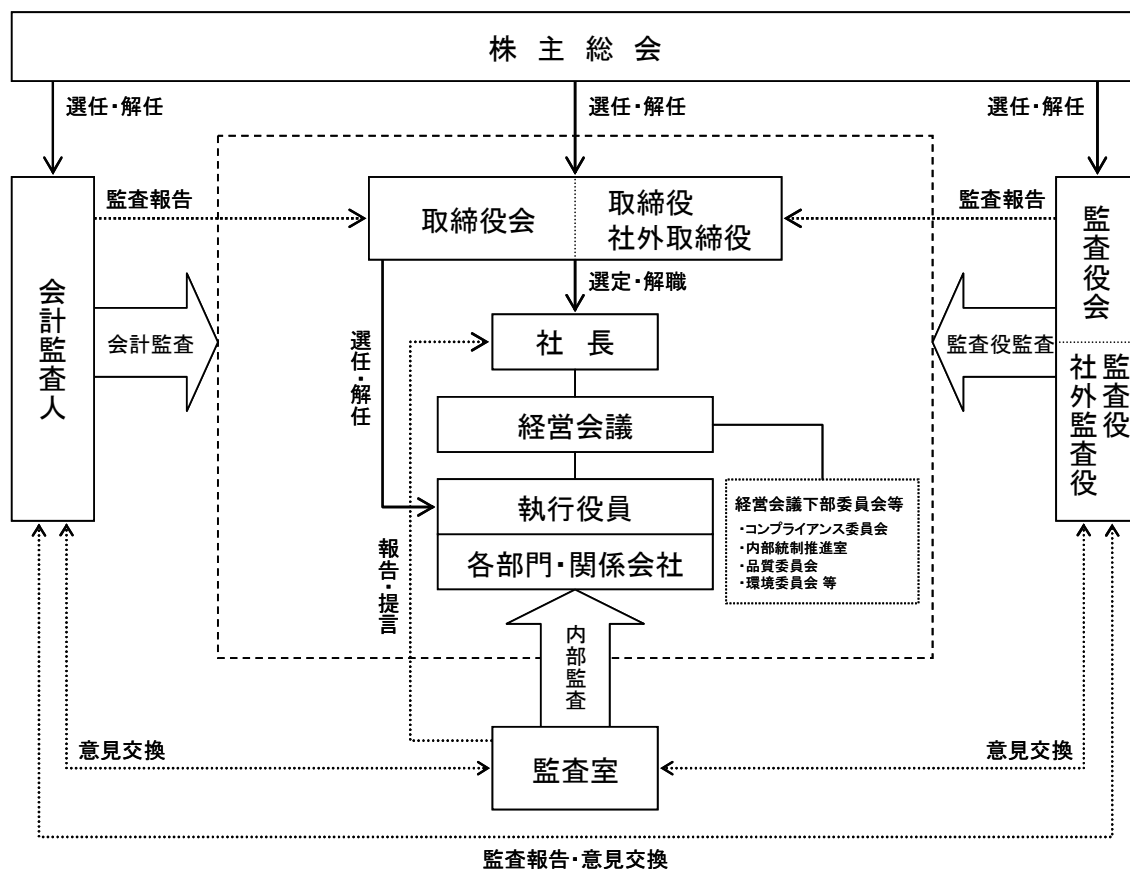 株主総会
選任・解任
選任・解任
選任・解任
監査報告
取締役会
取締役
社外取締役
監査報告
会計監査人
会計監査
選定・解職
監査役会
監査役
社外監査役
監査役監査
選任・解任
社長
経営会議
執行役員
各部門・関係会社
経営会議下部委員会等
・コンプライアンス委員会
・内部統制推進室
・品質委員会
・環境委員会 等
報告・提言
内部監査
監査室
意見交換
意見交換
監査報告・意見交換